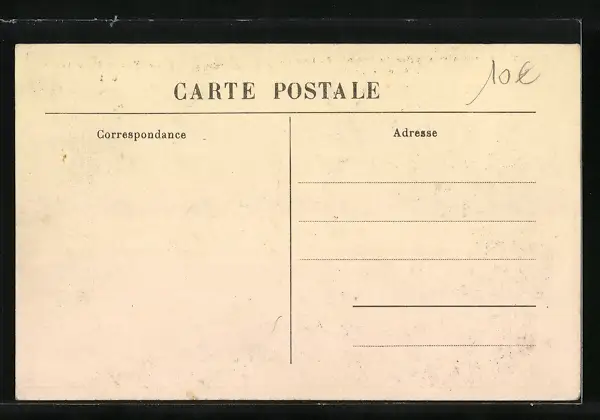 CARTE POSTALE
10€
Correspondance
Adresse